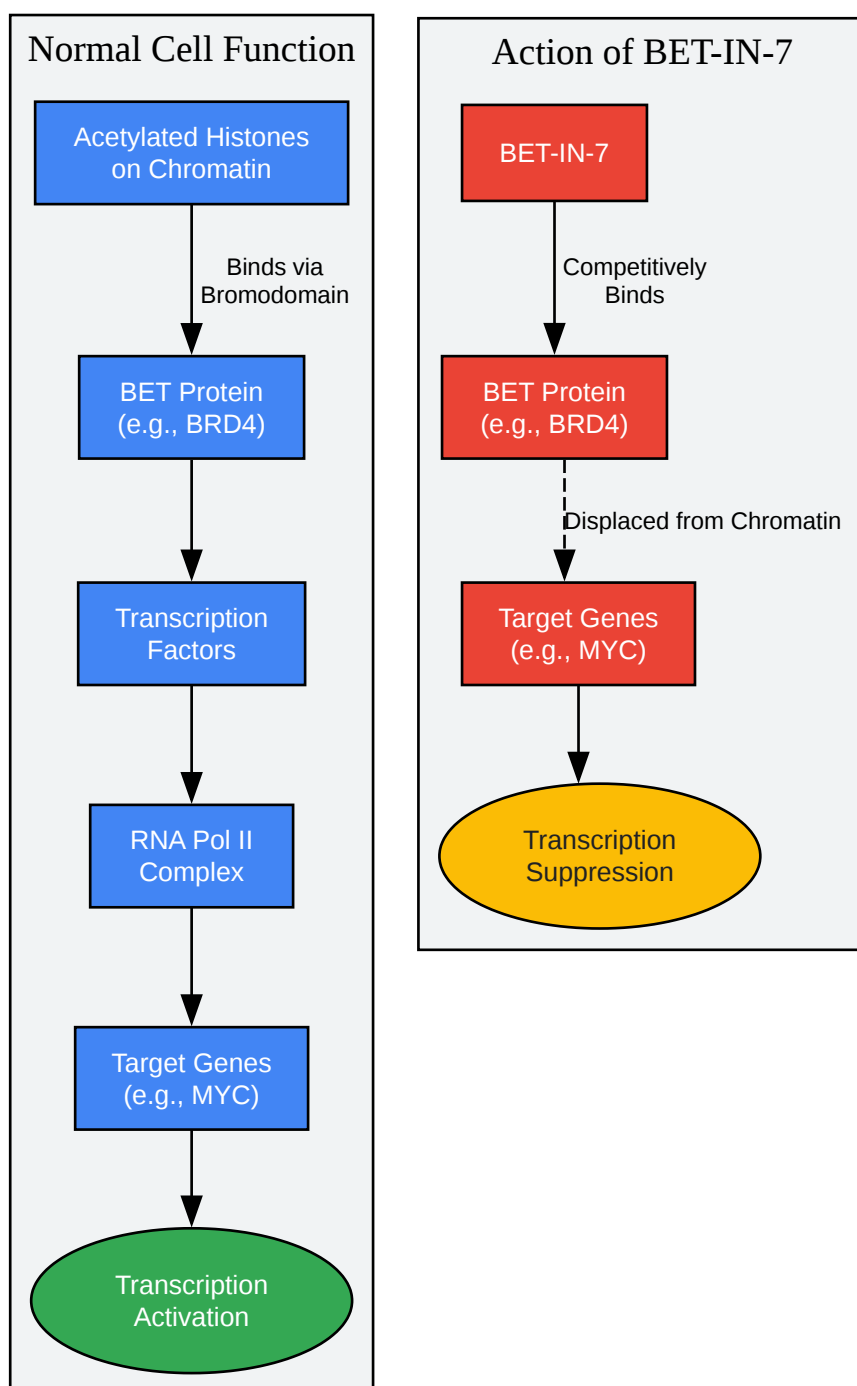 Normal Cell Function
Acetylated Histones
on Chromatin
Binds via
Bromodomain
BET Protein
(e.g., BRD4)
Transcription
Factors
RNA Pol II
Complex
Target Genes
(e.g., MYC)
Transcription
Activation
Action of BET-IN-7
BET-IN-7
Competitively
Binds
BET Protein
(e.g., BRD4)
Displaced from Chromatin
Target Genes
(e.g., MYC)
Transcription
Suppression